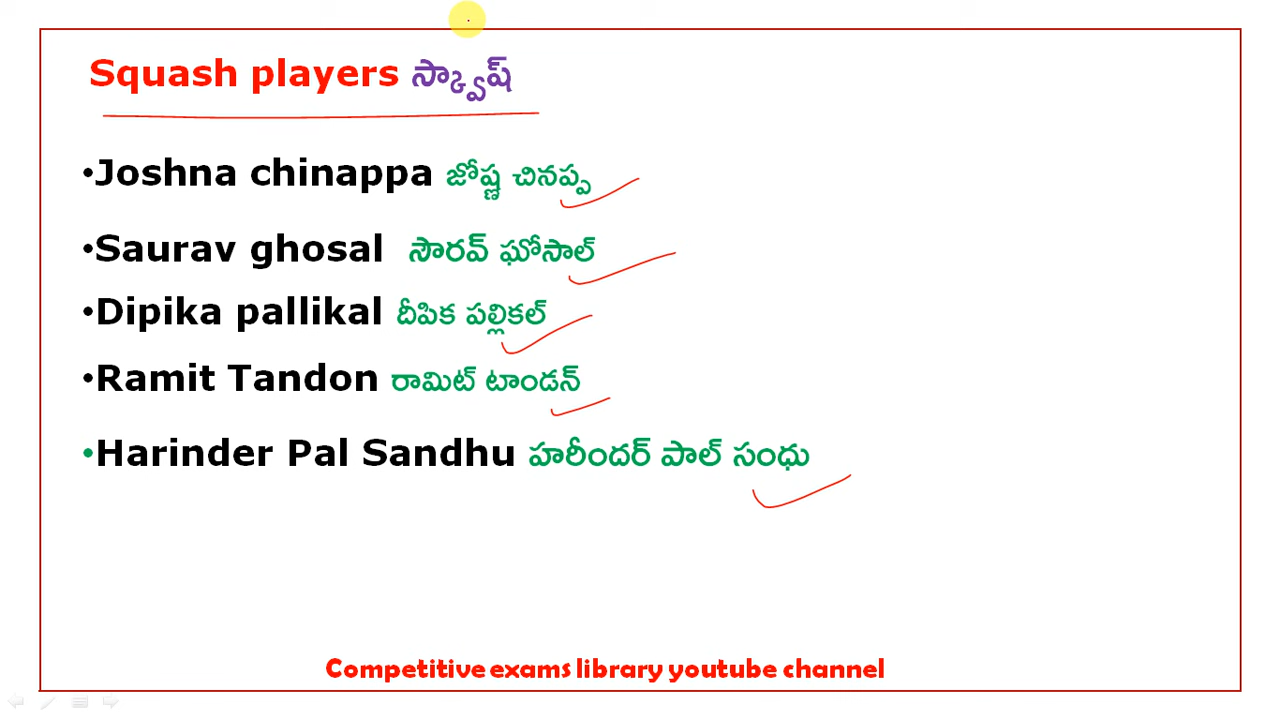 Squash players స్క్వాష్
•Joshna chinappa జోష్ణ చినప్ప
•Saurav ghosal సౌరవ్ ఘోసాల్
•Dipika pallikal దీపిక పల్లికల్
•Ramit Tandon రామిట్ టాండన్
•Harinder Pal Sandhu హరీందర్ పాల్ సంధు
Competitive exams library youtube channel